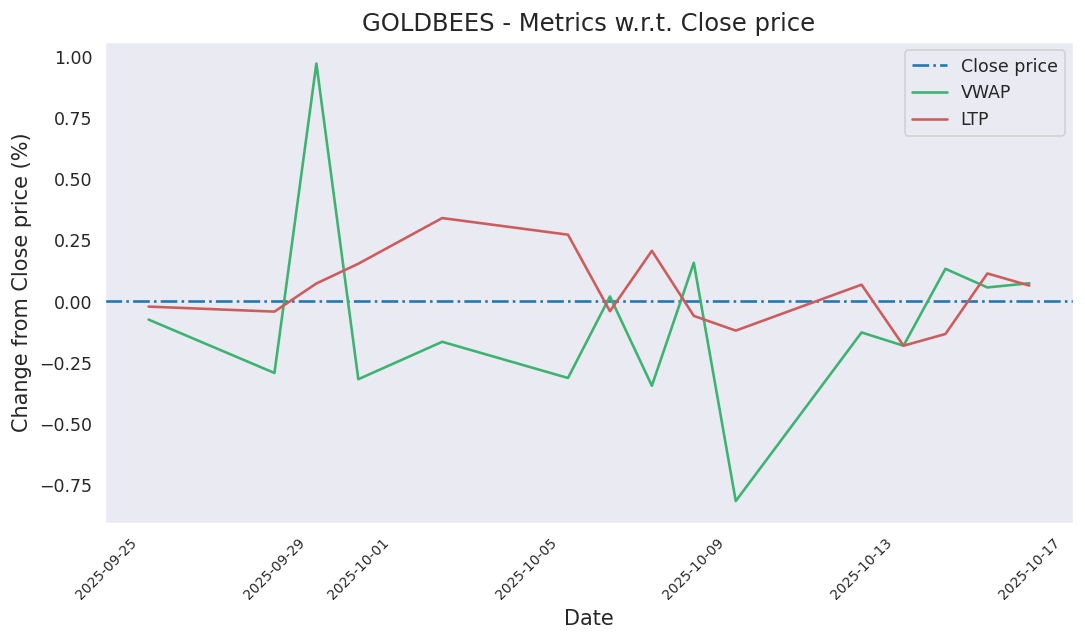 GOLDBEES - Metrics w.r.t. Close price
Change from Close price (%)
1.00
0.75
0.50
0.25
0.00
−0.25
−0.50
−0.75
Close price
VWAP
LTP
2025-09-25
2025-09-29
2025-10-01
2025-10-05
2025-10-09
2025-10-13
2025-10-17
Date